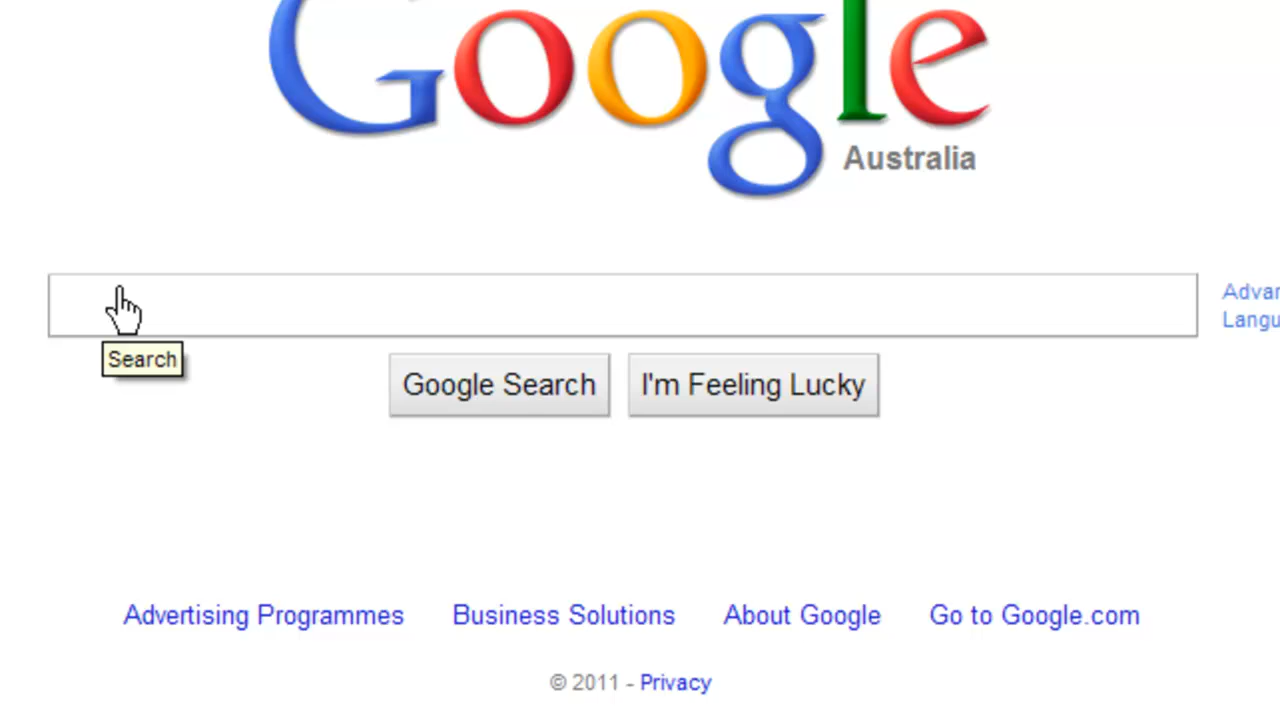 Google
Australia
Search
Google Search
I'm Feeling Lucky
Advertising Programmes
Business Solutions
About Google
Go to Google.com
© 2011 - Privacy